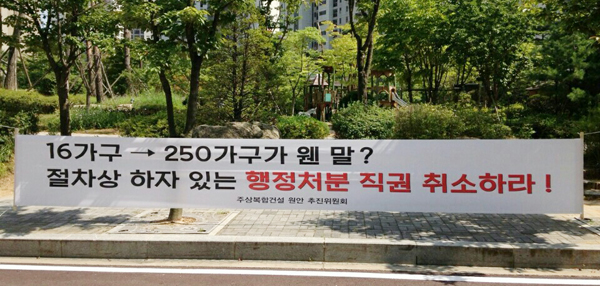 16가구 → 250가구가 웬 말?
절차상 하자 있는 행정처분 직권 취소하라!
주상복합건설 원안 추진위원회